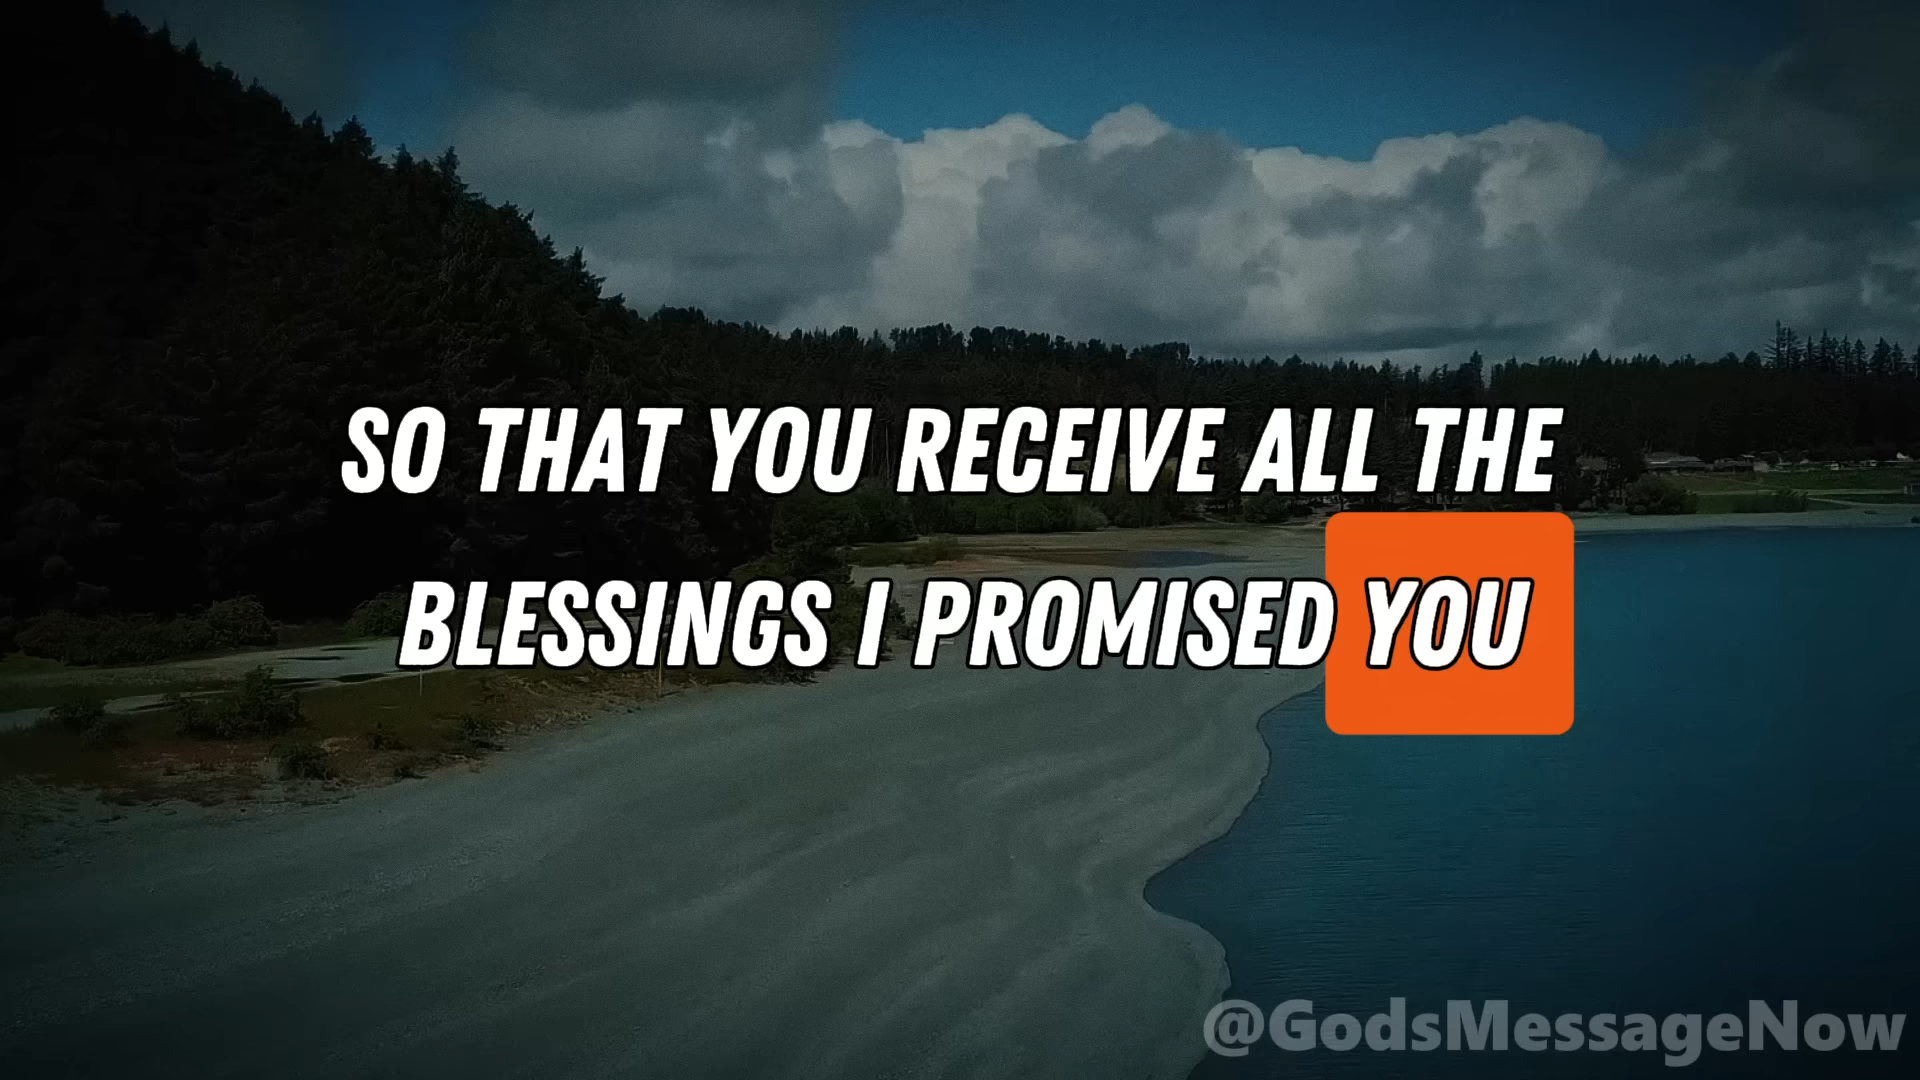 SO THAT YOU RECEIVE ALL THE
BLESSINGS I PROMISED YOU
@GodsMessageNow